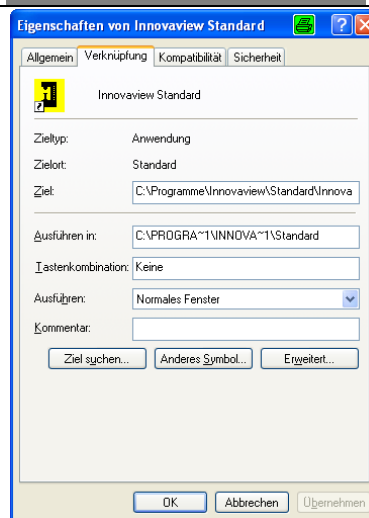 Eigenschaften von Innovaview Standard
Allgemein Verknüpfung Kompatibilität Sicherheit
Innovaview Standard
Zieltyp: Anwendung
Zielort: Standard
Ziel: C:\Programme\Innovaview\Standard\Innova
Ausführen in: C:\PROGRA~1\INNOVA~1\Standard
Tastenkombination: Keine
Ausführen: Normales Fenster
Kommentar:
Ziel suchen... Anderes Symbol... Erweitert...
OK Abbrechen Übernehmen